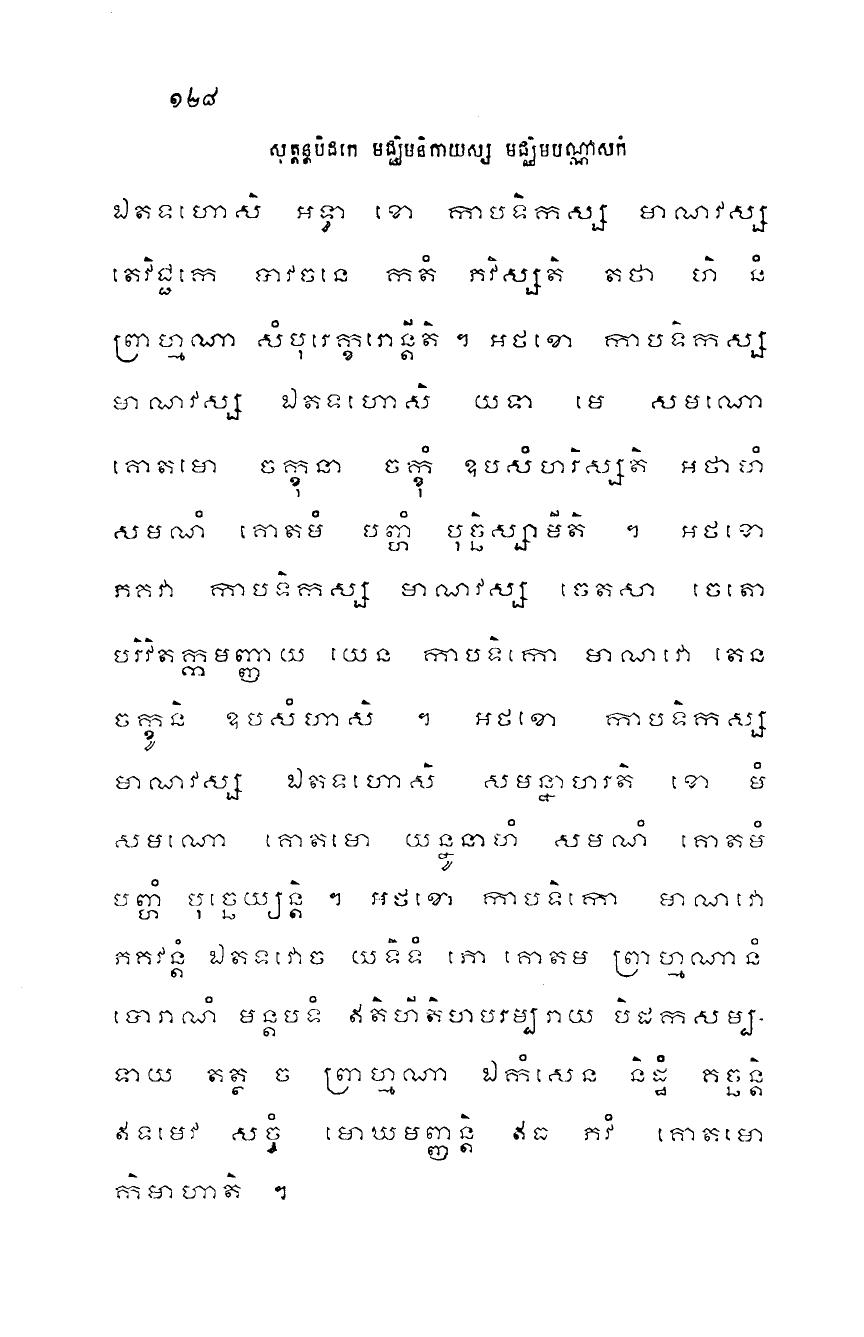 ១២៨
សុត្តន្តបិដកេ មជ្ឈិមនិកាយស្ស មជ្ឈិមបណ្ណាសកំ
ឯតទហោសិ អទ្ធា ខោ កាបទិកស្ស មាណវស្ស
តេវិជ្ជកេ បាវចនេ កតំ ភវិស្សតិ តថា ហិ នំ
ព្រាហ្មណា សំបុរេក្ខរោន្តីតិ ។ អថខោ កាបទិកស្ស
មាណវស្ស ឯតទហោសិ យទា មេ សមណោ
គោតមោ ចក្ខុនា ចក្ខុំ ឧបសំហរិស្សតិ អថាហំ
សមណំ គោតមំ បញ្ហំ បុច្ឆិស្សាមីតិ ។ អថខោ
ភគវា កាបទិកស្ស មាណវស្ស ចេតសា ចេតោ
បរិវិតក្កមញ្ញាយ យេន កាបទិកោ មាណវោ តេន
ចក្ខូនិ ឧបសំហាសិ ។ អថខោ កាបទិកស្ស
មាណវស្ស ឯតទហោសិ សមន្នាហរតិ ខោ មំ
សមណោ គោតមោ យន្នូនាហំ សមណំ គោតមំ
បញ្ហំ បុច្ឆេយ្យន្តិ ។ អថខោ កាបទិកោ មាណវោ
ភគវន្តំ ឯតទវោច យទិទំ ភោ គោតម ព្រាហ្មណានំ
បោរាណំ មន្តបទំ ឥតិហីតិហបរម្បរាយ បិដកសម្ប-
ទាយ តត្ថ ច ព្រាហ្មណា ឯកំសេន និដ្ឋំ គច្ឆន្តិ
ឥទមេវ សច្ចំ មោឃមញ្ញន្តិ ឥធ ភវំ គោតមោ
កិមាហាតិ ។